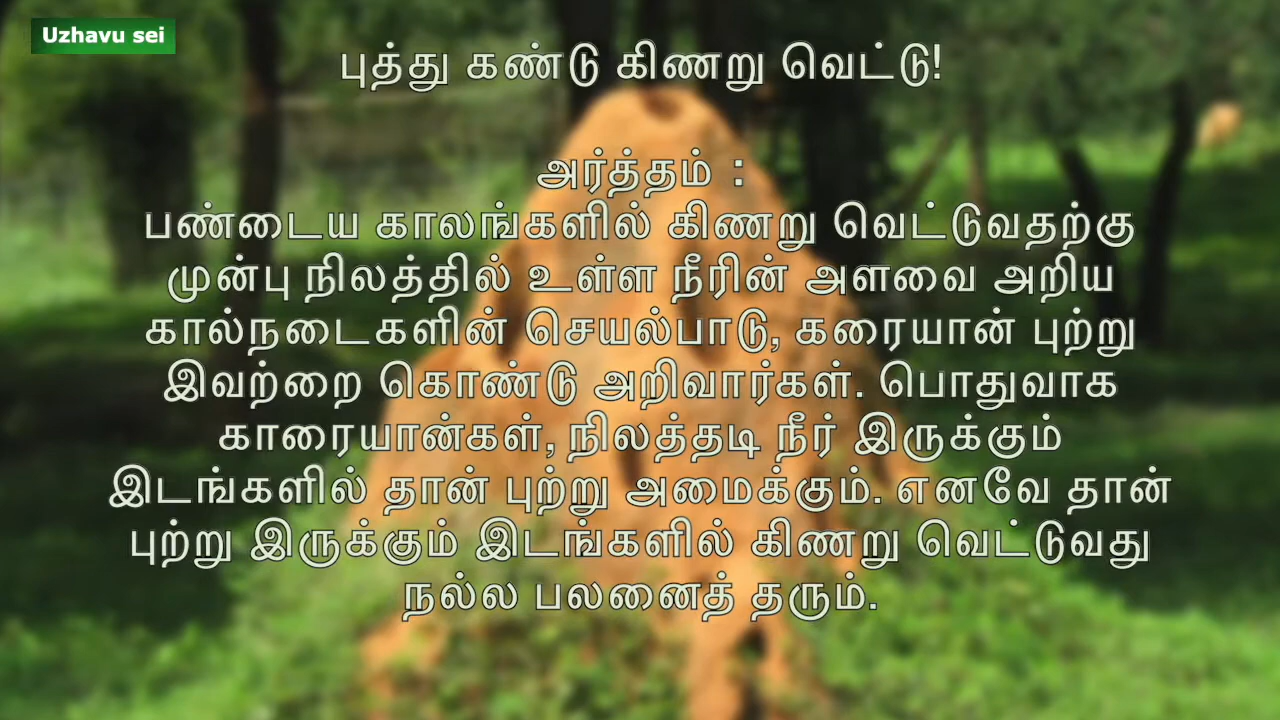 Uzhavu sei
புத்து கண்டு கிணறு வெட்டு!
அர்த்தம் :
பண்டைய காலங்களில் கிணறு வெட்டுவதற்கு
முன்பு நிலத்தில் உள்ள நீரின் அளவை அறிய
கால்நடைகளின் செயல்பாடு, கரையான் புற்று
இவற்றை கொண்டு அறிவார்கள். பொதுவாக
காரையான்கள், நிலத்தடி நீர் இருக்கும்
இடங்களில் தான் புற்று அமைக்கும். எனவே தான்
புற்று இருக்கும் இடங்களில் கிணறு வெட்டுவது
நல்ல பலனைத் தரும்.